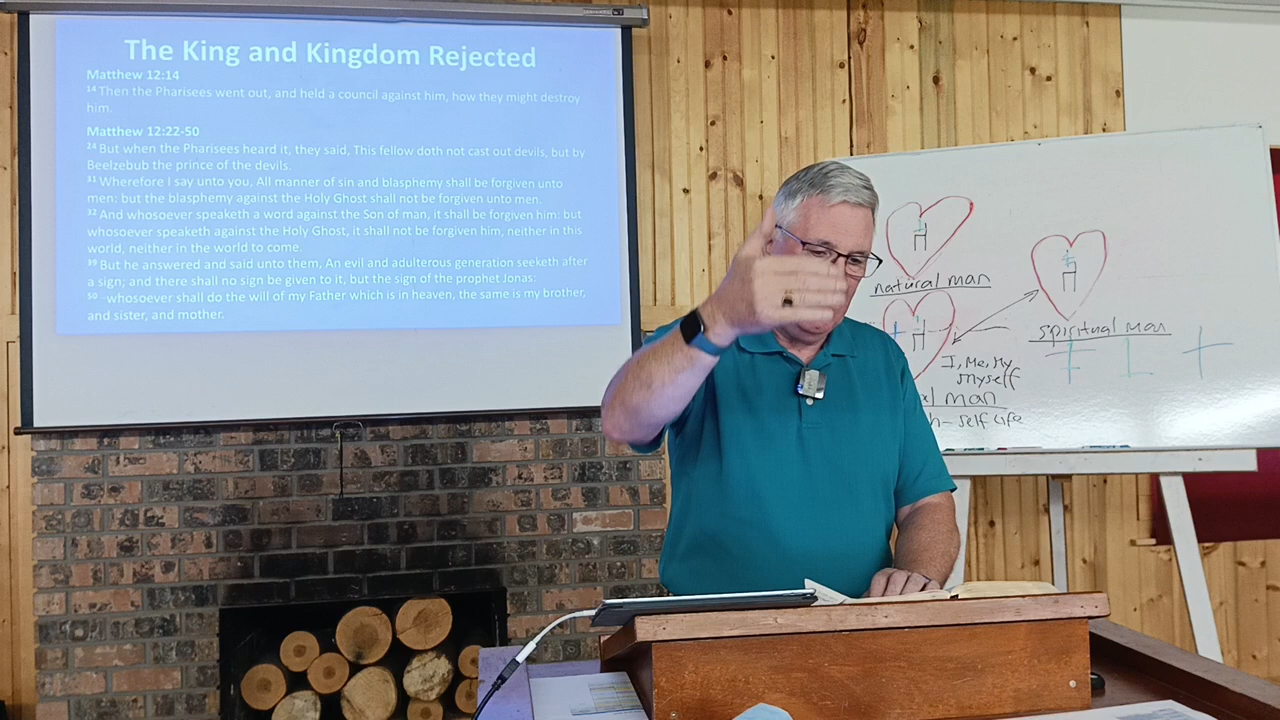 The King and Kingdom Rejected
Matthew 12:14
14 Then the Pharisees went out, and held a council against him, how they might destroy
him.
Matthew 12:22-50
24 But when the Pharisees heard it, they said, This fellow doth not cast out devils, but by
Beelzebub the prince of the devils.
31 Wherefore I say unto you, All manner of sin and blasphemy shall be forgiven unto
men: but the blasphemy against the Holy Ghost shall not be forgiven unto men.
32 And whosoever speaketh a word against the Son of man, it shall be forgiven him: but
whosoever speaketh against the Holy Ghost, it shall not be forgiven him, neither in this
world, neither in the world to come.
39 But he answered and said unto them, An evil and adulterous generation seeketh after
a sign; and there shall no sign be given to it, but the sign of the prophet Jonas:
50 whosoever shall do the will of my Father which is in heaven, the same is my brother,
and sister, and mother.
natural man
spiritual man
I, Me, My
myself
man
self life